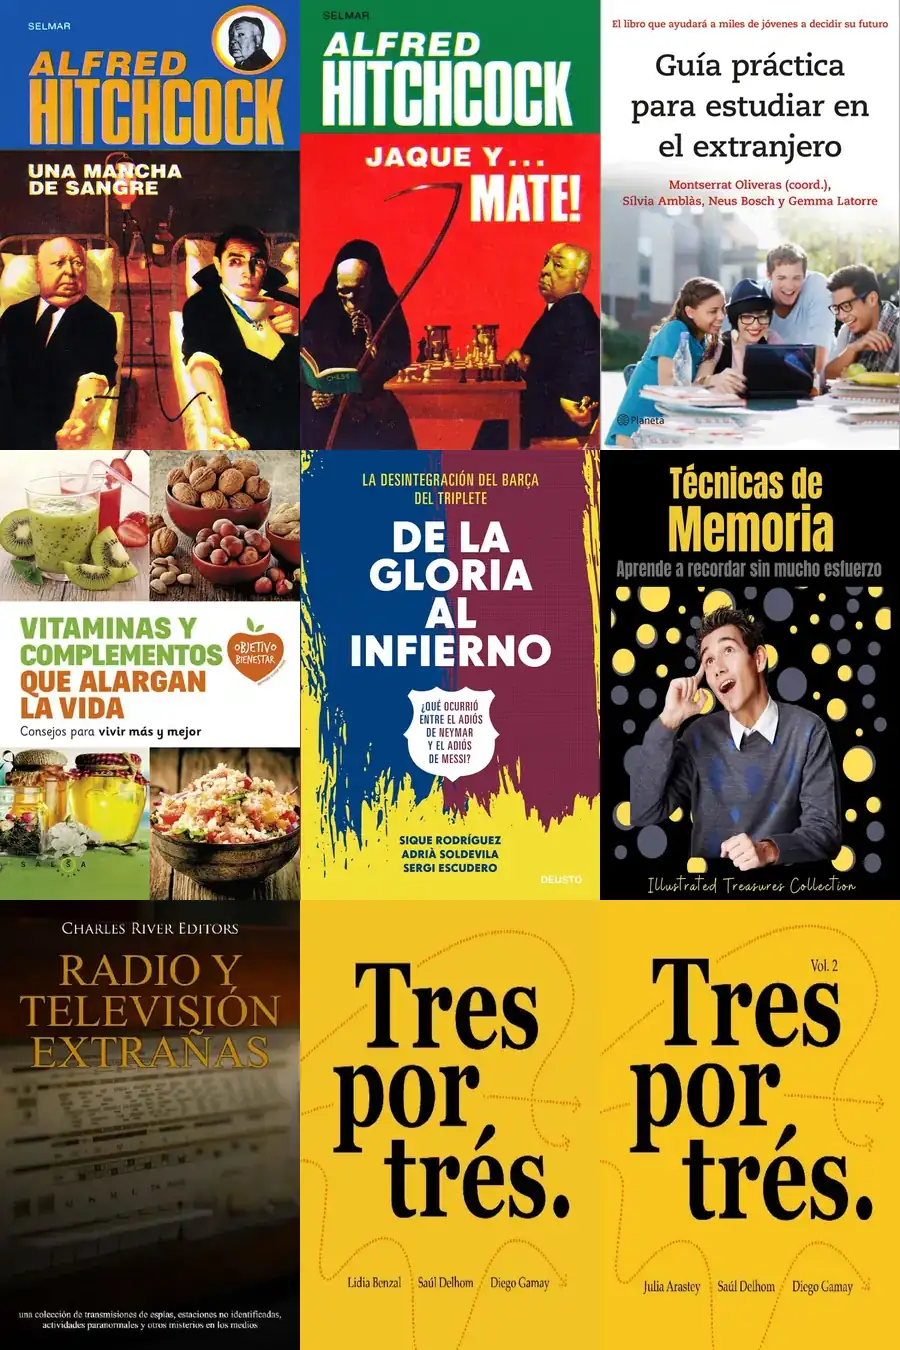 SELMAR
ALFRED
HITCHCOCK
UNA MANCHA
DE SANGRE
SELMAR
ALFRED
HITCHCOCK
JAQUE Y...
MATE!
CHESS
El libro que ayudará a miles de jóvenes a decidir su futuro
Guía práctica
para estudiar en
el extranjero
Montserrat Oliveras (coord.),
Sílvia Amblàs, Neus Bosch y Gemma Latorre
Planeta
VITAMINAS Y
COMPLEMENTOS
QUE ALARGAN
LA VIDA
OBJETIVO
BIENESTAR
Consejos para vivir más y mejor
SALSA
LA DESINTEGRACIÓN DEL BARÇA
DEL TRIPLETE
DE LA
GLORIA
AL
INFIERNO
¿QUÉ OCURRIÓ
ENTRE EL ADIÓS
DE NEYMAR
Y EL ADIÓS
DE MESSI?
SIQUE RODRÍGUEZ
ADRIÀ SOLDEVILA
SERGI ESCUDERO
DEUSTO
Técnicas de
Memoria
Aprende a recordar sin mucho esfuerzo
Illustrated Treasures Collection
CHARLES RIVER EDITORS
RADIO Y
TELEVISIÓN
EXTRAÑAS
una colección de transmisiones de espías, estaciones no identificadas,
actividades paranormales y otros misterios en los medios
Tres
por
trés.
Lidia Benzal Saúl Delhom Diego Gamay
Vol. 2
Tres
por
trés.
Julia Arastey Saúl Delhom Diego Gamay